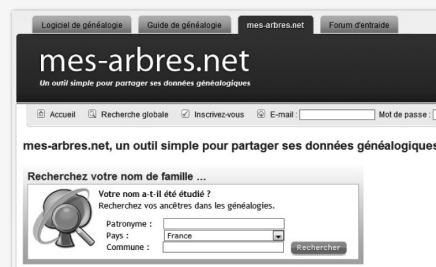 Logiciel de généalogie Guide de généalogie mes-arbres.net Forum d'entraide
mes-arbres.net
Un outil simple pour partager ses données généalogiques
Accueil Recherche globale Inscrivez-vous E-mail : Mot de passe :
mes-arbres.net, un outil simple pour partager ses données généalogiques
Recherchez votre nom de famille ...
Votre nom a-t-il été étudié ?
Recherchez vos ancêtres dans les généalogies.
Patronyme :
Pays : France
Commune : Rechercher